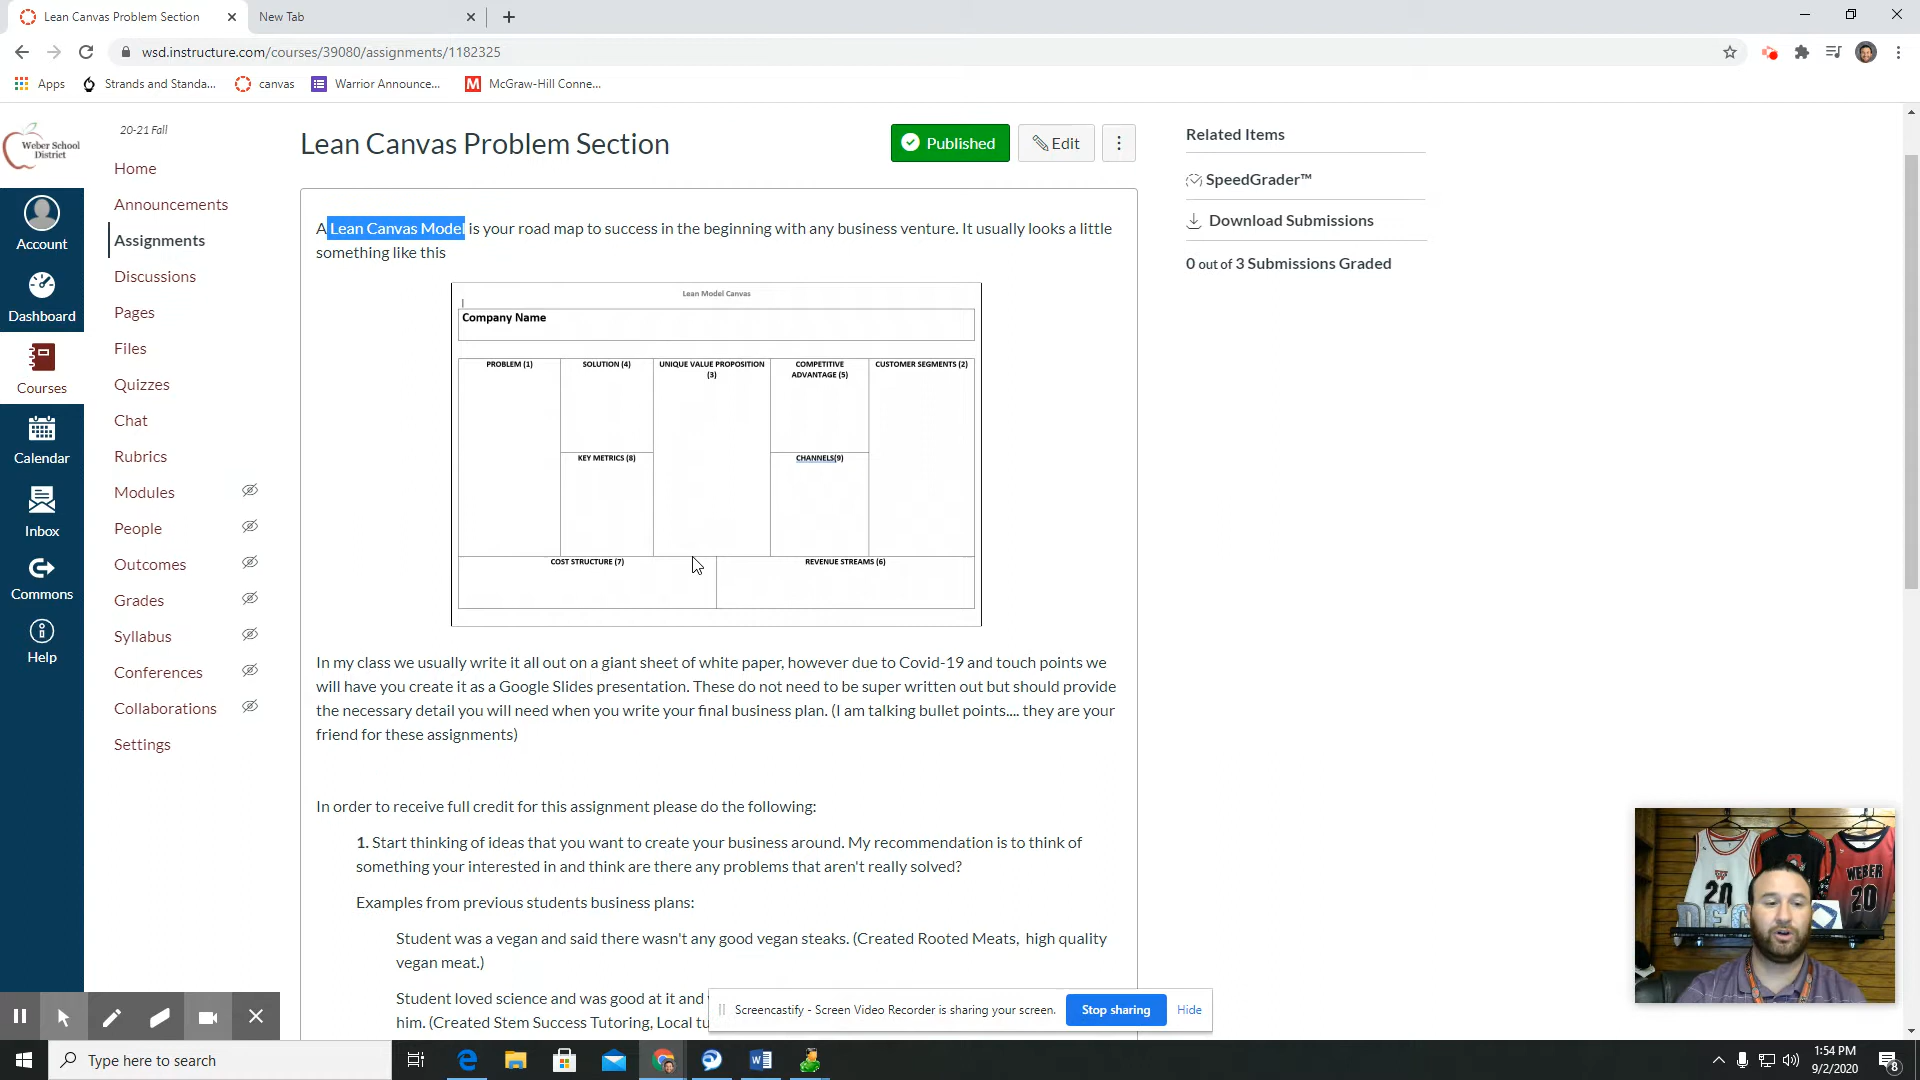 Lean Canvas Problem Section
New Tab
wsd.instructure.com/courses/39080/assignments/1182325
Apps
Strands and Standa...
canvas
Warrior Announce...
McGraw-Hill Conne...
Weber School
District
Account
Dashboard
Courses
Calendar
Inbox
Commons
Help
20-21 Fall
Home
Announcements
Assignments
Discussions
Pages
Files
Quizzes
Chat
Rubrics
Modules
People
Outcomes
Grades
Syllabus
Conferences
Collaborations
Settings
Lean Canvas Problem Section
Published
Edit
A Lean Canvas Model is your road map to success in the beginning with any business venture. It usually looks a little
something like this
Lean Model Canvas
Company Name
PROBLEM (1)
SOLUTION (4)
UNIQUE VALUE PROPOSITION
(3)
COMPETITIVE
ADVANTAGE (5)
CUSTOMER SEGMENTS (2)
KEY METRICS (8)
CHANNELS(9)
COST STRUCTURE (7)
REVENUE STREAMS (6)
In my class we usually write it all out on a giant sheet of white paper, however due to Covid-19 and touch points we
will have you create it as a Google Slides presentation. These do not need to be super written out but should provide
the necessary detail you will need when you write your final business plan. (I am talking bullet points.... they are your
friend for these assignments)
In order to receive full credit for this assignment please do the following:
1. Start thinking of ideas that you want to create your business around. My recommendation is to think of
something your interested in and think are there any problems that aren't really solved?
Examples from previous students business plans:
Student was a vegan and said there wasn't any good vegan steaks. (Created Rooted Meats, high quality
vegan meat.)
Student loved science and was good at it and
him. (Created Stem Success Tutoring, Local tu
Related Items
SpeedGrader™
Download Submissions
0 out of 3 Submissions Graded
20
WEBER
20
DEC
Screencastify - Screen Video Recorder is sharing your screen.
Stop sharing
Hide
Type here to search
1:54 PM
9/2/2020
8